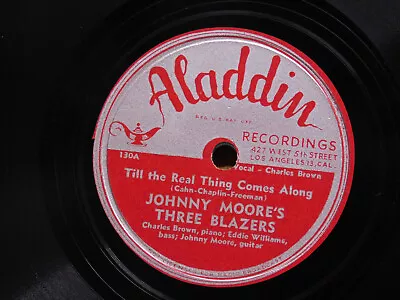 Aladdin
REG. U.S. PAT. OFF.
RECORDINGS
427 WEST 5th STREET
LOS ANGELES 13, CAL.
130A
Vocal - Charles Brown
Till the Real Thing Comes Along
(Cahn-Chaplin-Freeman)
JOHNNY MOORE'S
THREE BLAZERS
Charles Brown, piano; Eddie Williams,
bass; Johnny Moore, guitar